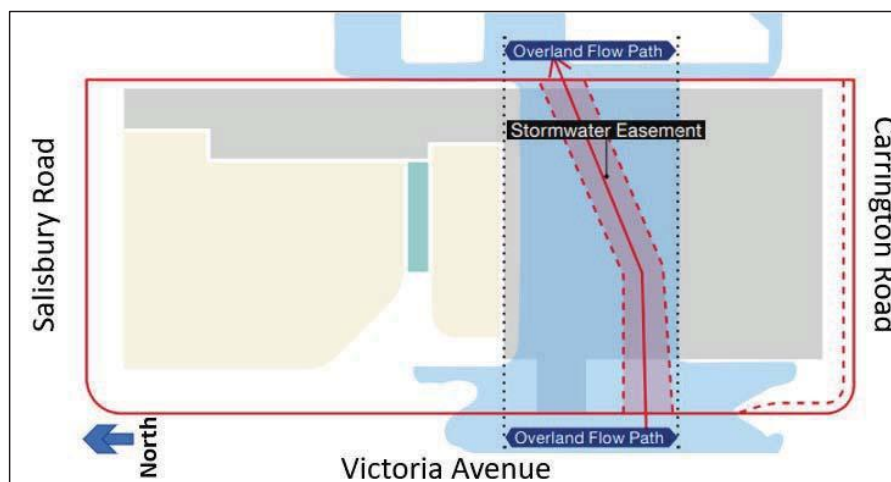 Overland Flow Path
Stormwater Easement
Salisbury Road
Carrington Road
Overland Flow Path
North
Victoria Avenue